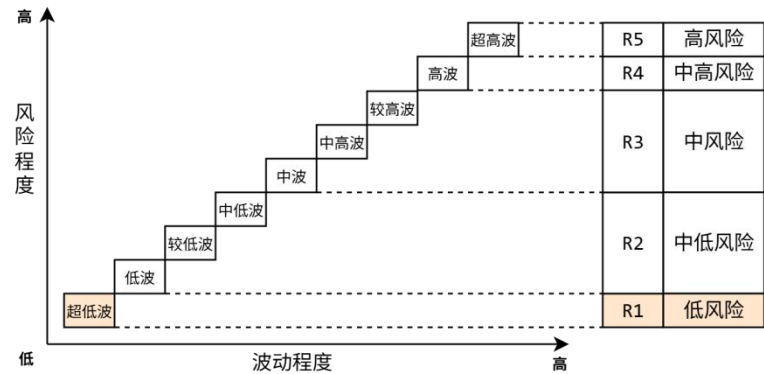 高
超高波
R5 高风险
高波
R4 中高风险
较高波
中高波
R3 中风险
风险程度
中波
中低波
较低波
R2 中低风险
低波
超低波
R1 低风险
低
波动程度
高